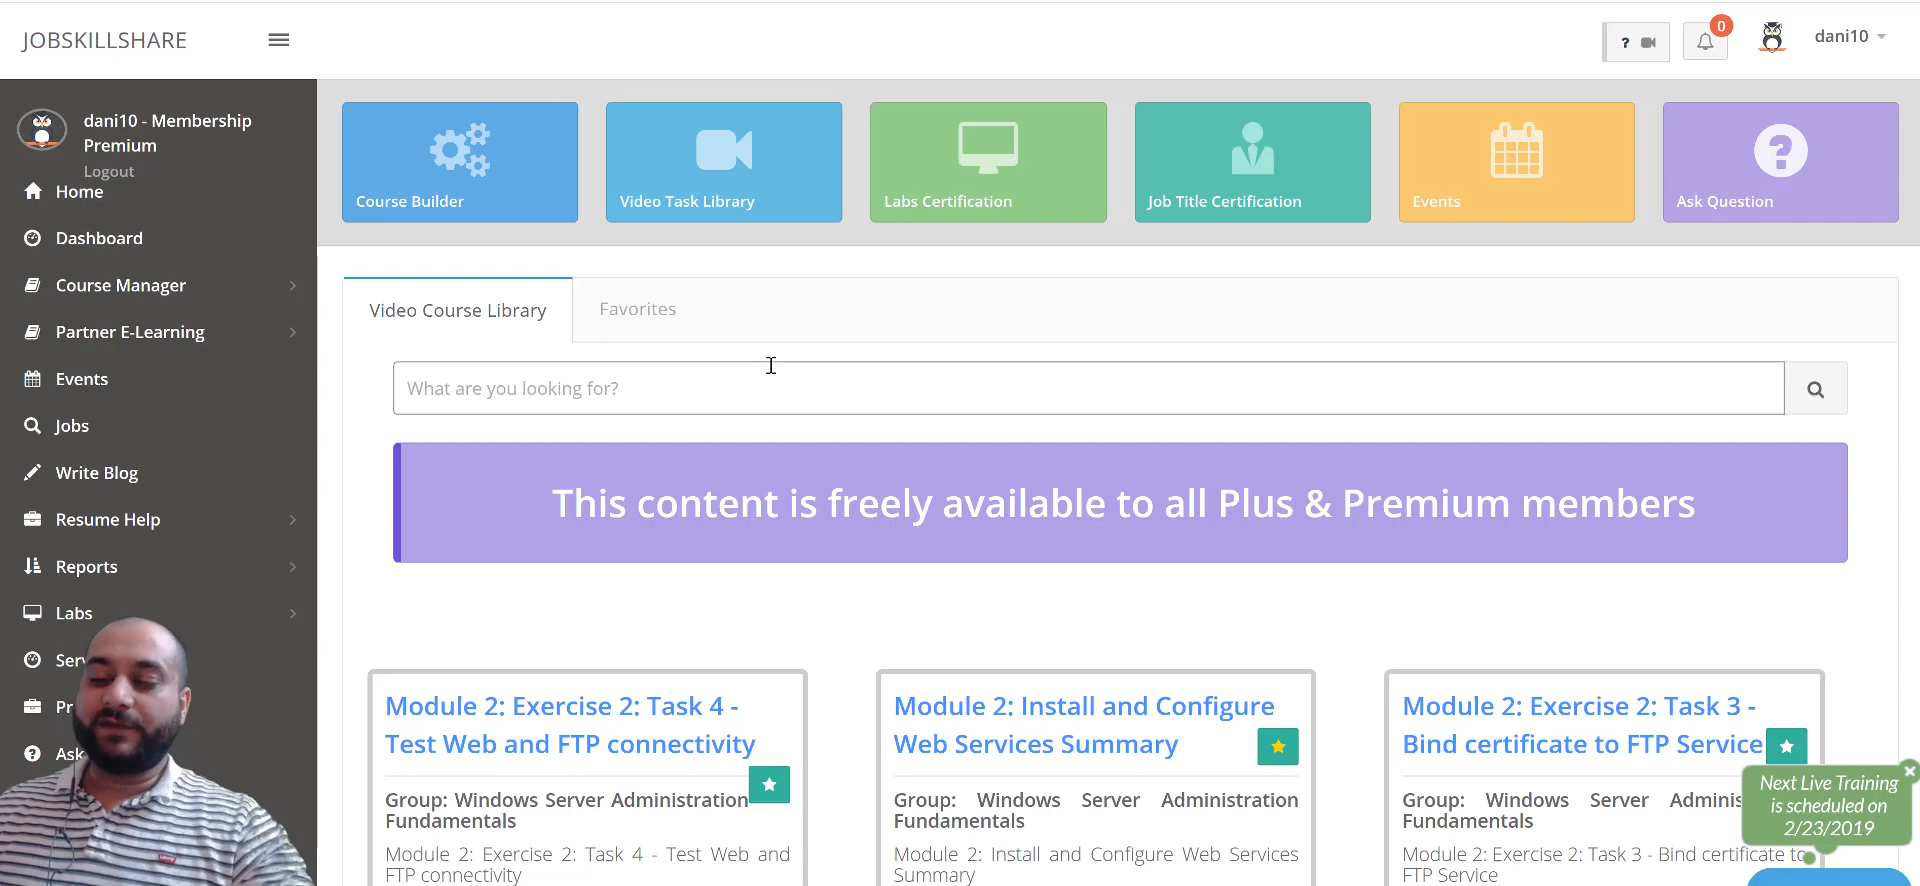 JOBSKILLSHARE
?
0
dani10
dani10 - Membership
Premium
Logout
Home
Dashboard
Course Manager
Partner E-Learning
Events
Jobs
Write Blog
Resume Help
Reports
Labs
Course Builder
Video Task Library
Labs Certification
Job Title Certification
Events
Ask Question
Video Course Library
Favorites
What are you looking for?
This content is freely available to all Plus & Premium members
Module 2: Exercise 2: Task 4 -
Test Web and FTP connectivity
Group: Windows Server Administration
Fundamentals
Module 2: Exercise 2: Task 4 - Test Web and
FTP connectivity
Module 2: Install and Configure
Web Services Summary
Group: Windows Server Administration
Fundamentals
Module 2: Install and Configure Web Services
Summary
Module 2: Exercise 2: Task 3 -
Bind certificate to FTP Service
Group: Windows Server
Fundamentals
Module 2: Exercise 2: Task 3 - Bind certificate to
FTP Service
Next Live Training
is scheduled on
2/23/2019
Ask